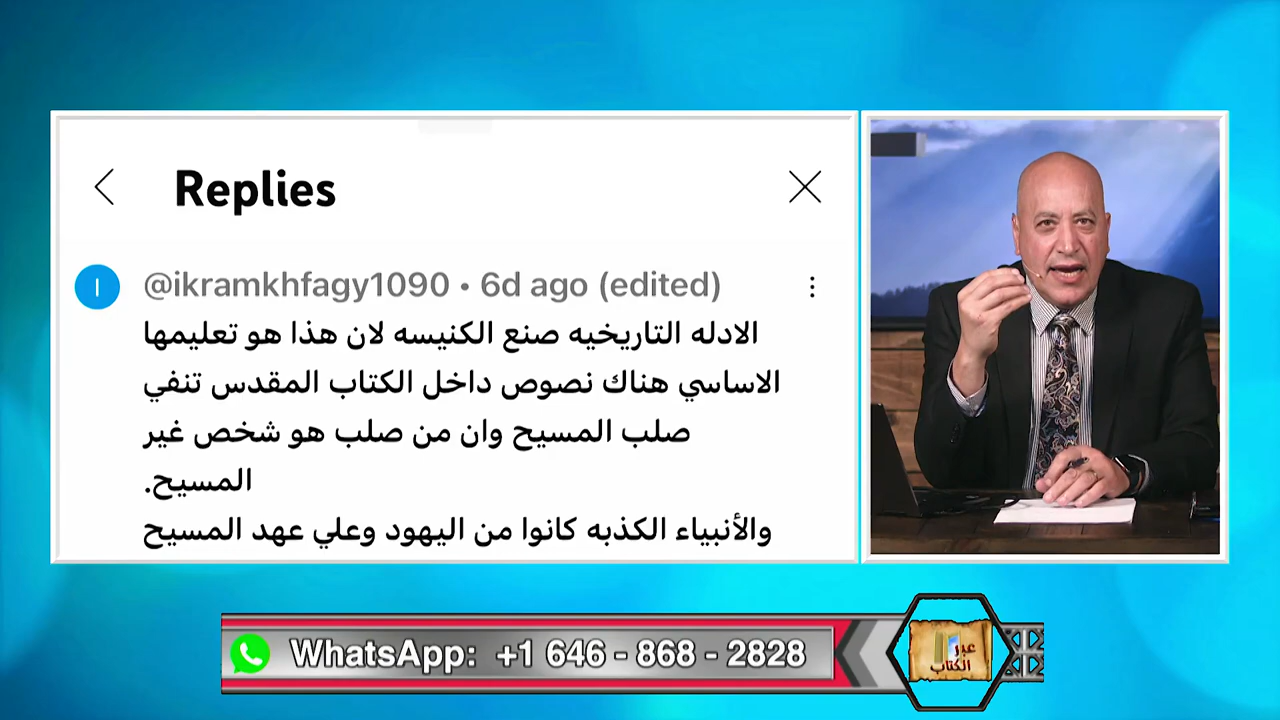 Replies
@ikramkhfagy1090 • 6d ago (edited)
الادله التاريخيه صنع الكنيسه لان هذا هو تعليمها
الاساسي هناك نصوص داخل الكتاب المقدس تنفي
صلب المسيح وان من صلب هو شخص غير
المسيح.
والأنبياء الكذبه كانوا من اليهود وعلي عهد المسيح
WhatsApp: +1 646 - 868 - 2828
عبر
الكتاب